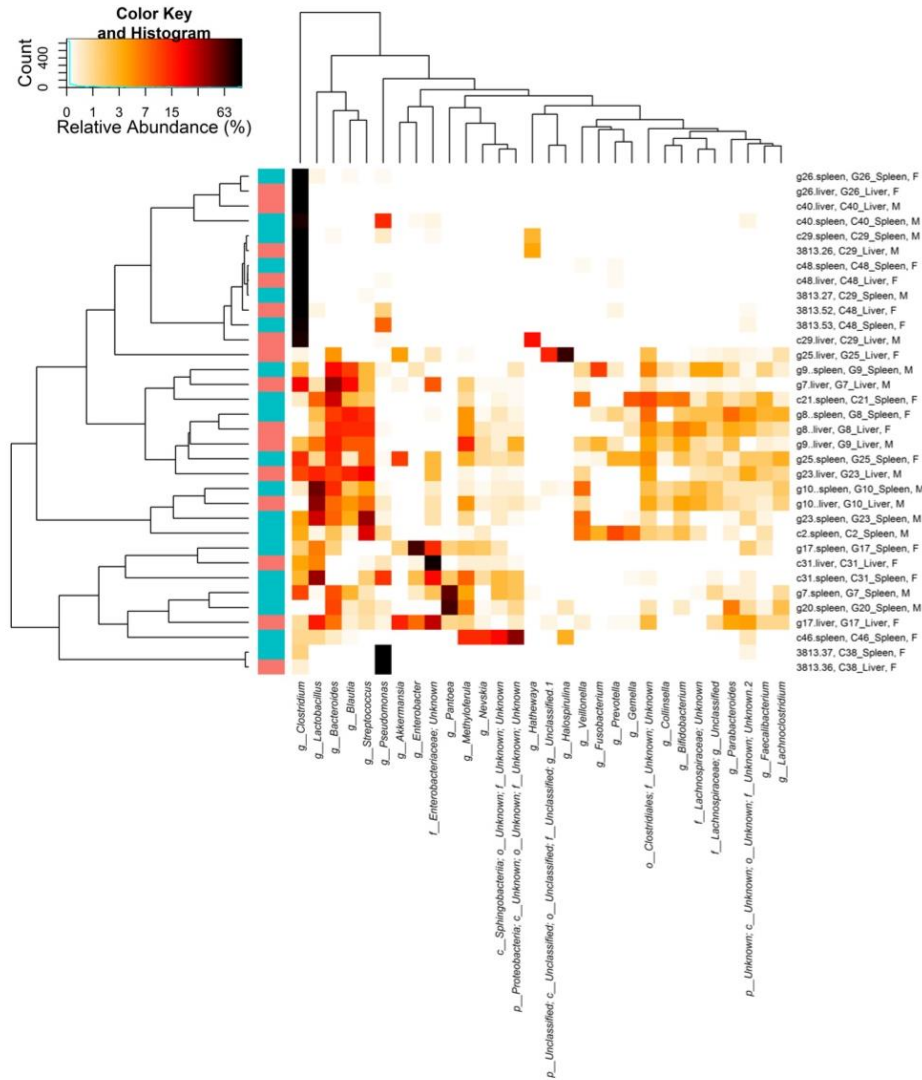 Color Key
and Histogram
Count
0 400
0 1 3 7 15 63
Relative Abundance (%)
g26.spleen, G26_Spleen, F
g26.liver, G26_Liver, F
c40.liver, C40_Liver, M
c40.spleen, C40_Spleen, M
c29.spleen, C29_Spleen, M
3813.26, C29_Liver, M
c48.spleen, C48_Spleen, F
c48.liver, C48_Liver, F
3813.27, C29_Spleen, M
3813.52, C48_Liver, F
3813.53, C48_Spleen, F
c29.liver, C29_Liver, M
g25.liver, G25_Liver, F
g9..spleen, G9_Spleen, M
g7.liver, G7_Liver, M
c21.spleen, C21_Spleen, F
g8..spleen, G8_Spleen, F
g8..liver, G8_Liver, F
g9..liver, G9_Liver, M
g25.spleen, G25_Spleen, F
g23.liver, G23_Liver, M
g10..spleen, G10_Spleen, M
g10..liver, G10_Liver, M
g23.spleen, G23_Spleen, M
c2.spleen, C2_Spleen, M
g17.spleen, G17_Spleen, F
c31.liver, C31_Liver, F
c31.spleen, C31_Spleen, F
g7.spleen, G7_Spleen, M
g20.spleen, G20_Spleen, M
g17.liver, G17_Liver, F
c46.spleen, C46_Spleen, F
3813.37, C38_Spleen, F
3813.36, C38_Liver, F
g__Clostridium
g__Lactobacillus
g__Bacteroides
g__Blautia
g__Streptococcus
g__Pseudomonas
g__Akkermansia
g__Enterobacter
f__Enterobacteriaceae; Unknown
g__Pantoea
g__Methyloferula
g__Nevskia
c__Sphingobacteriia; o__Unknown; f__Unknown; Unknown
p__Proteobacteria; c__Unknown; o__Unknown; f__Unknown; Unknown
g__Hathewaya
p__Unclassified; c__Unclassified; o__Unclassified; f__Unclassified; g__Unclassified.1
g__Halospirulina
g__Veillonella
g__Fusobacterium
g__Prevotella
g__Gemella
o__Clostridiales; f__Unknown; Unknown
g__Collinsella
g__Bifidobacterium
f__Lachnospiraceae; Unknown
f__Lachnospiraceae; g__Unclassified
g__Parabacteroides
p__Unknown; c__Unknown; o__Unknown; f__Unknown; Unknown.2
g__Faecalibacterium
g__Lachnoclostridium